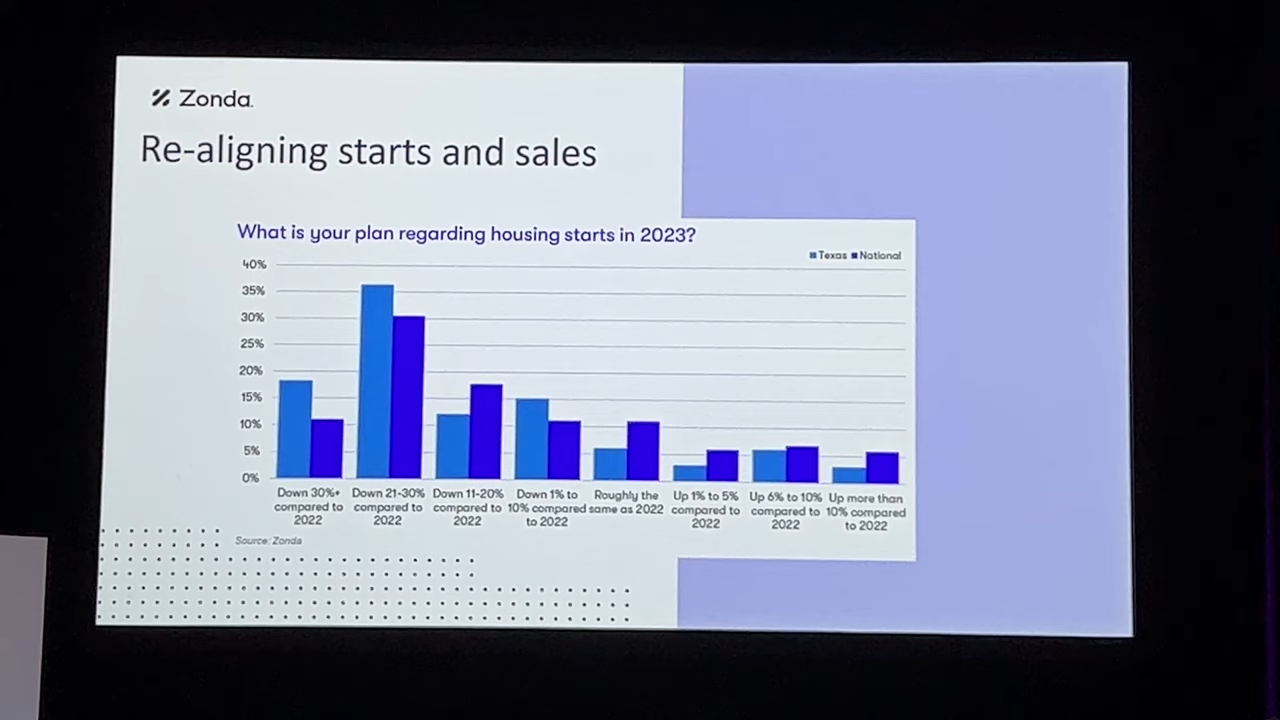 Zonda.
Re-aligning starts and sales
What is your plan regarding housing starts in 2023?
Texas National
40%
35%
30%
25%
20%
15%
10%
5%
0%
Down 30%+
compared to
2022
Down 21-30%
compared to
2022
Down 11-20%
compared to
2022
Down 1% to
10% compared
to 2022
Roughly the
same as 2022
Up 1% to 5%
compared to
2022
Up 6% to 10%
compared to
2022
Up more than
10% compared
to 2022
Source: Zonda